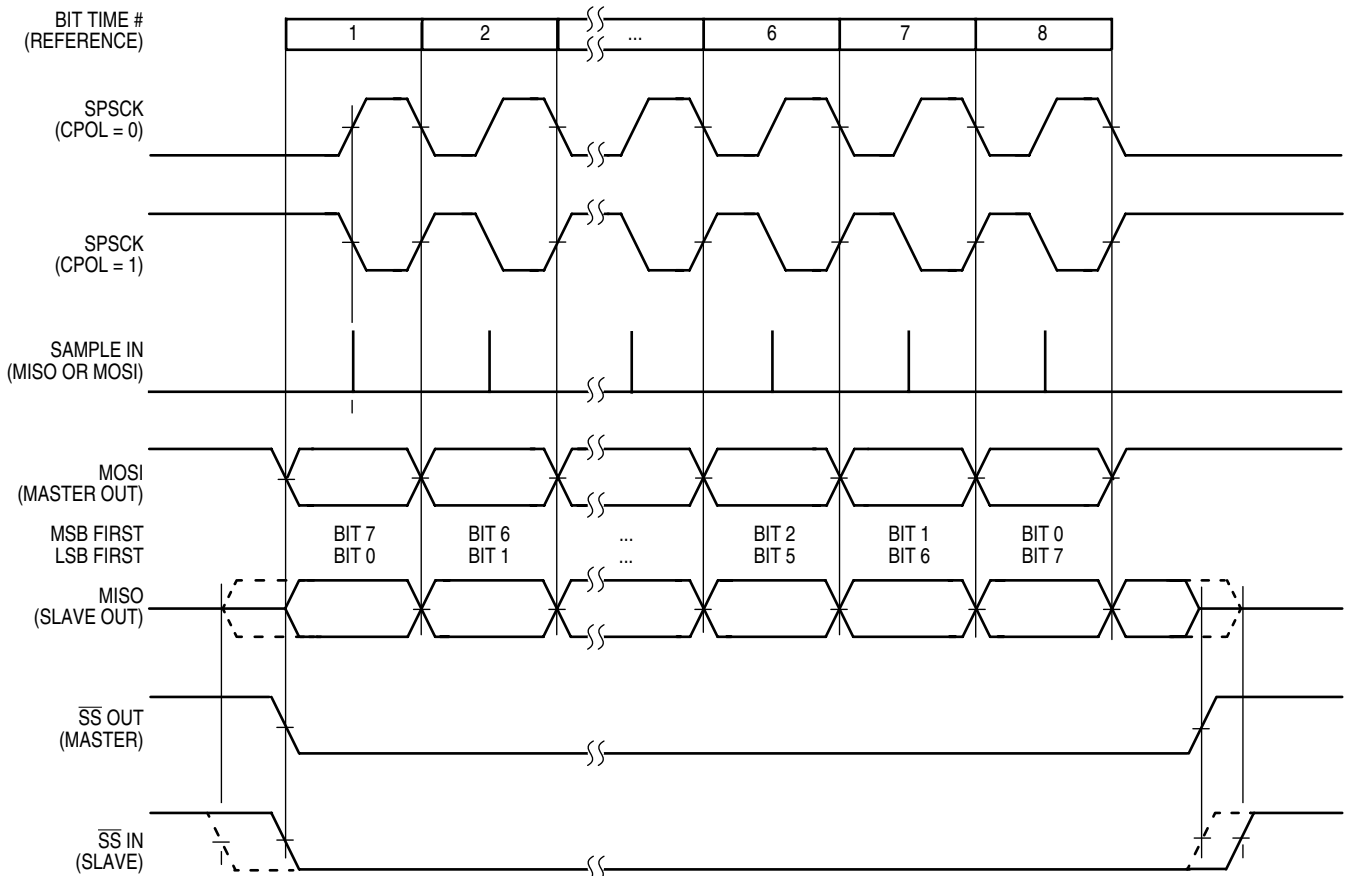 BIT TIME #
(REFERENCE)
1 2 ... 6 7 8
SPSCK
(CPOL = 0)
SPSCK
(CPOL = 1)
SAMPLE IN
(MISO OR MOSI)
MOSI
(MASTER OUT)
MSB FIRST BIT 7 BIT 6 ... BIT 2 BIT 1 BIT 0
LSB FIRST BIT 0 BIT 1 ... BIT 5 BIT 6 BIT 7
MISO
(SLAVE OUT)
S̅S̅ OUT
(MASTER)
S̅S̅ IN
(SLAVE)